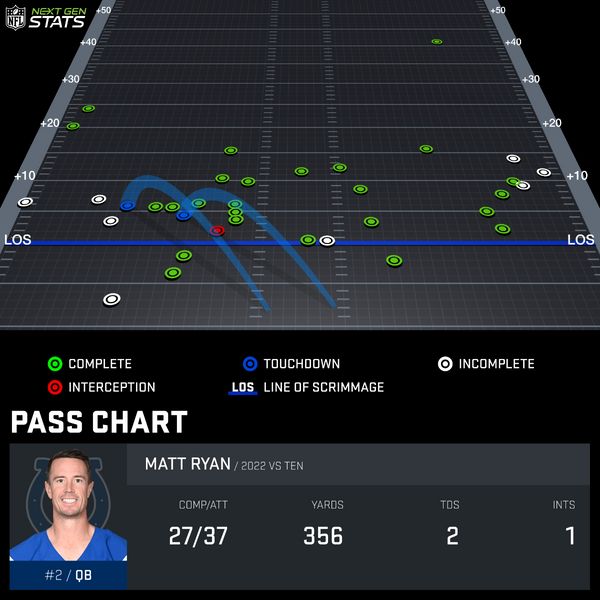 NFL NEXT GEN STATS
+50 +50
+40 +40
+30 +30
+20 +20
+10 +10
LOS LOS
COMPLETE TOUCHDOWN INCOMPLETE
INTERCEPTION LOS LINE OF SCRIMMAGE
PASS CHART
MATT RYAN / 2022 VS TEN
COMP/ATT YARDS TDS INTS
27/37 356 2 1
#2 / QB